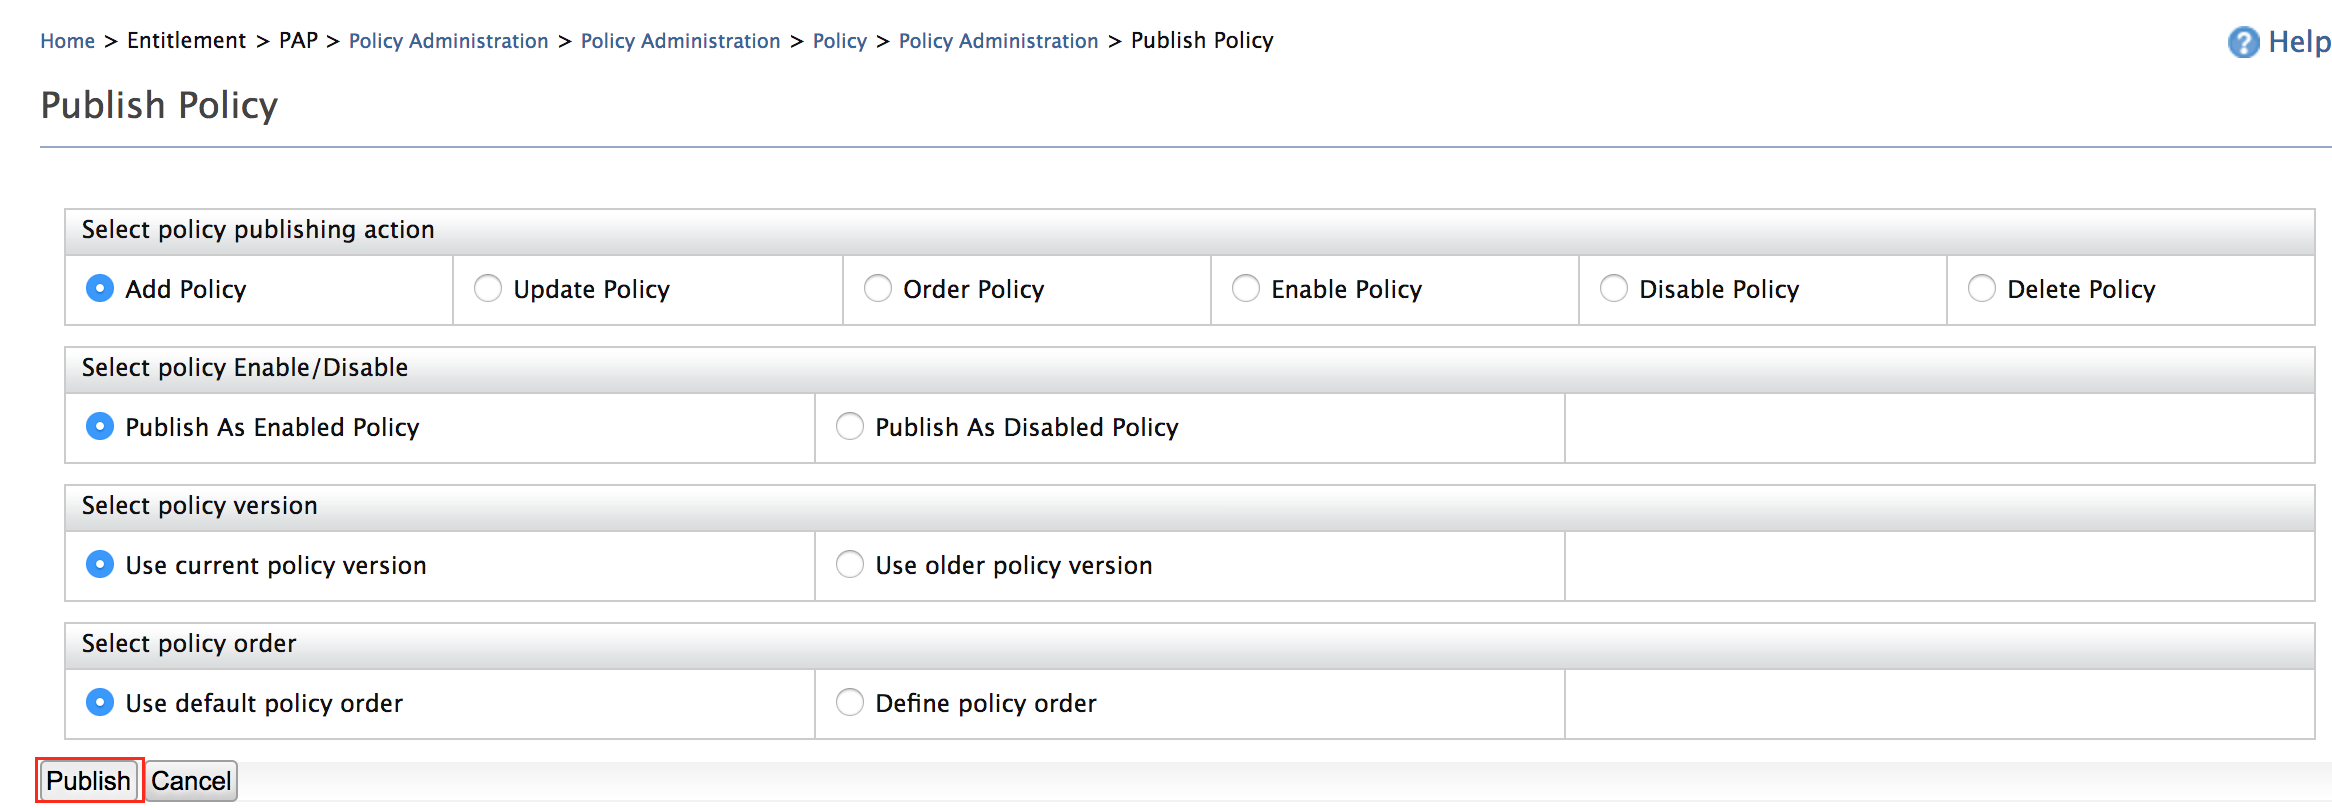 Home > Entitlement > PAP > Policy Administration > Policy Administration > Policy > Policy Administration > Publish Policy
Help
Publish Policy
Select policy publishing action
Add Policy Update Policy Order Policy Enable Policy Disable Policy Delete Policy
Select policy Enable/Disable
Publish As Enabled Policy Publish As Disabled Policy
Select policy version
Use current policy version Use older policy version
Select policy order
Use default policy order Define policy order
Publish Cancel